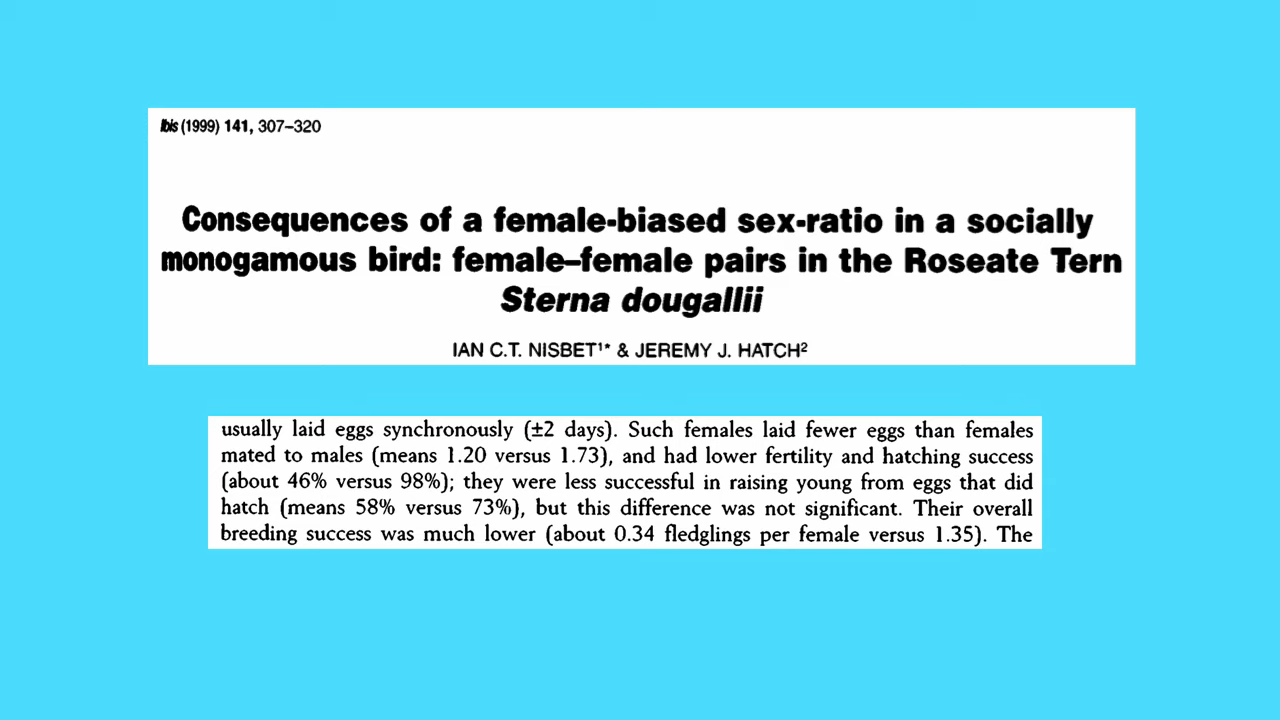 Ibis (1999) 141, 307–320
Consequences of a female-biased sex-ratio in a socially
monogamous bird: female–female pairs in the Roseate Tern
Sterna dougallii
IAN C.T. NISBET¹* & JEREMY J. HATCH²
usually laid eggs synchronously (±2 days). Such females laid fewer eggs than females
mated to males (means 1.20 versus 1.73), and had lower fertility and hatching success
(about 46% versus 98%); they were less successful in raising young from eggs that did
hatch (means 58% versus 73%), but this difference was not significant. Their overall
breeding success was much lower (about 0.34 fledglings per female versus 1.35). The